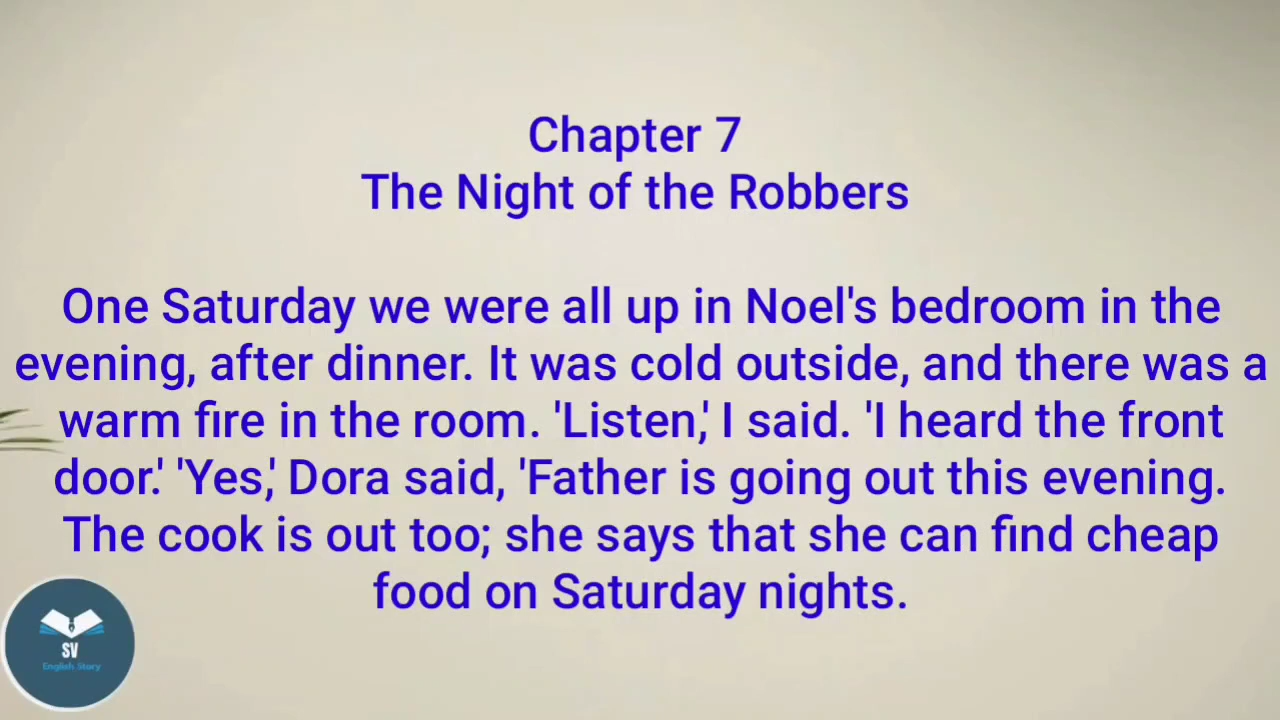 Chapter 7
The Night of the Robbers
One Saturday we were all up in Noel's bedroom in the
evening, after dinner. It was cold outside, and there was a
warm fire in the room. 'Listen,' I said. 'I heard the front
door.' 'Yes,' Dora said, 'Father is going out this evening.
The cook is out too; she says that she can find cheap
food on Saturday nights.
SV
English Story